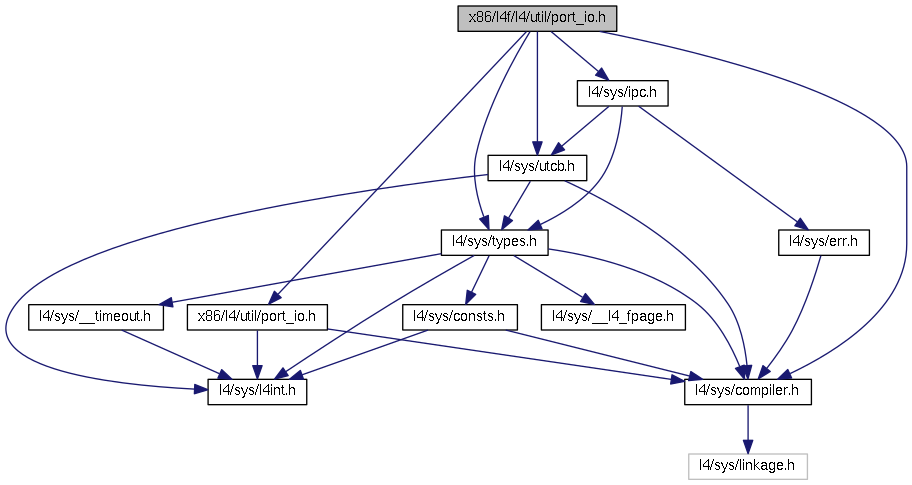 x86/l4f/l4/util/port_io.h
l4/sys/ipc.h
l4/sys/utcb.h
l4/sys/types.h
l4/sys/err.h
l4/sys/__timeout.h
x86/l4/util/port_io.h
l4/sys/consts.h
l4/sys/__l4_fpage.h
l4/sys/l4int.h
l4/sys/compiler.h
l4/sys/linkage.h